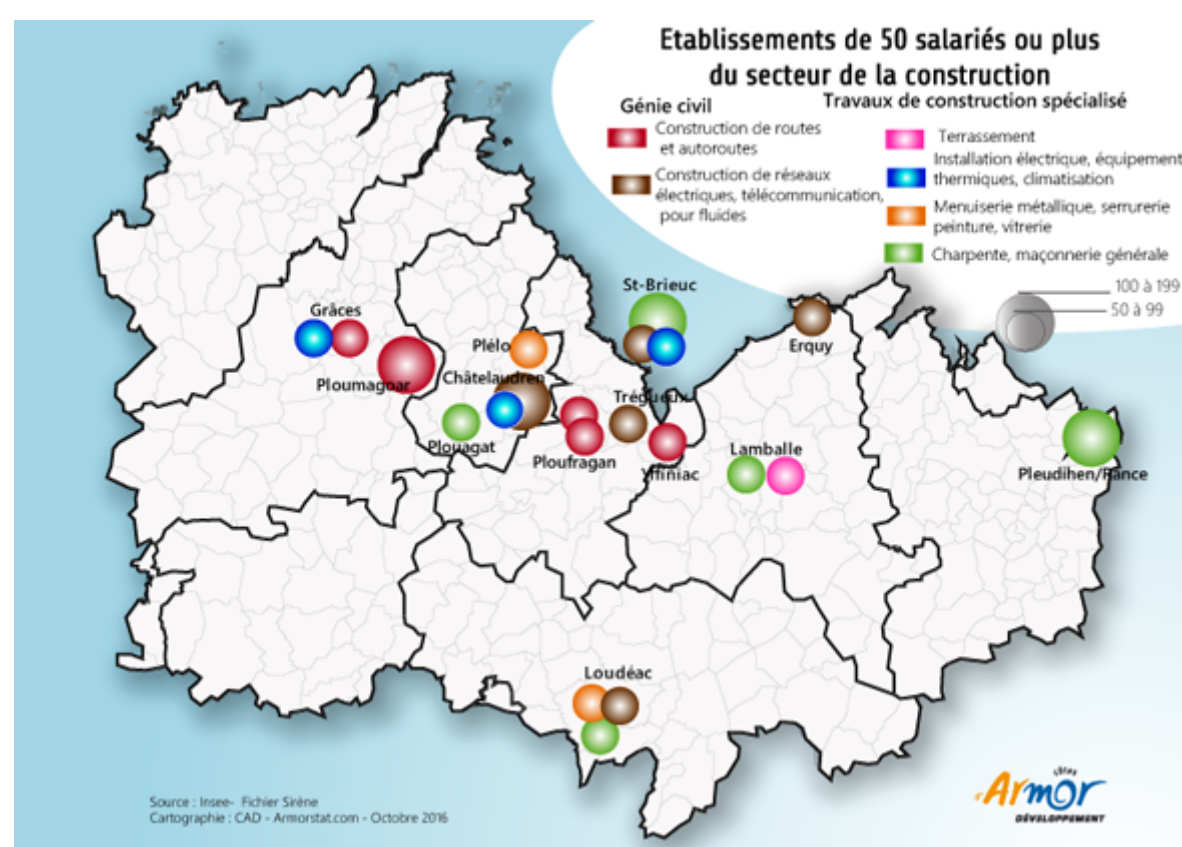 Etablissements de 50 salariés ou plus
du secteur de la construction
Génie civil
Construction de routes
et autoroutes
Construction de réseaux
électriques, télécommunication,
pour fluides
Travaux de construction spécialisé
Terrassement
Installation électrique, équipement
thermiques, climatisation
Menuiserie métallique, serrurerie
peinture, vitrerie
Charpente, maçonnerie générale
100 à 199
50 à 99
St-Brieuc
Grâces
Erquy
Plélo
Ploumagoar
Châtelaudren
Trégueux
Plouagat
Ploufragan
Yffiniac
Lamballe
Pleudihen/Rance
Loudéac
Source : Insee- Fichier Sirène
Cartographie : CAD - Armorstat.com - Octobre 2016
côtes
d'Armor
DÉVELOPPEMENT